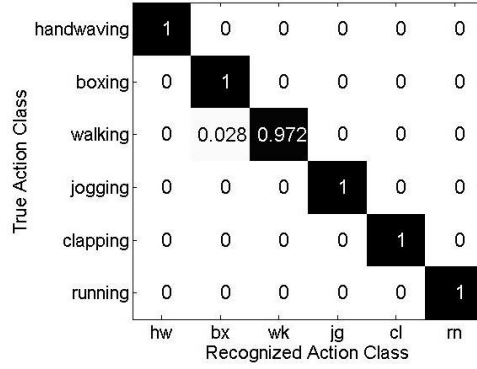 True Action Class
handwaving 1 0 0 0 0 0
boxing 0 1 0 0 0 0
walking 0 0.028 0.972 0 0 0
jogging 0 0 0 1 0 0
clapping 0 0 0 0 1 0
running 0 0 0 0 0 1
hw bx wk jg cl rn
Recognized Action Class